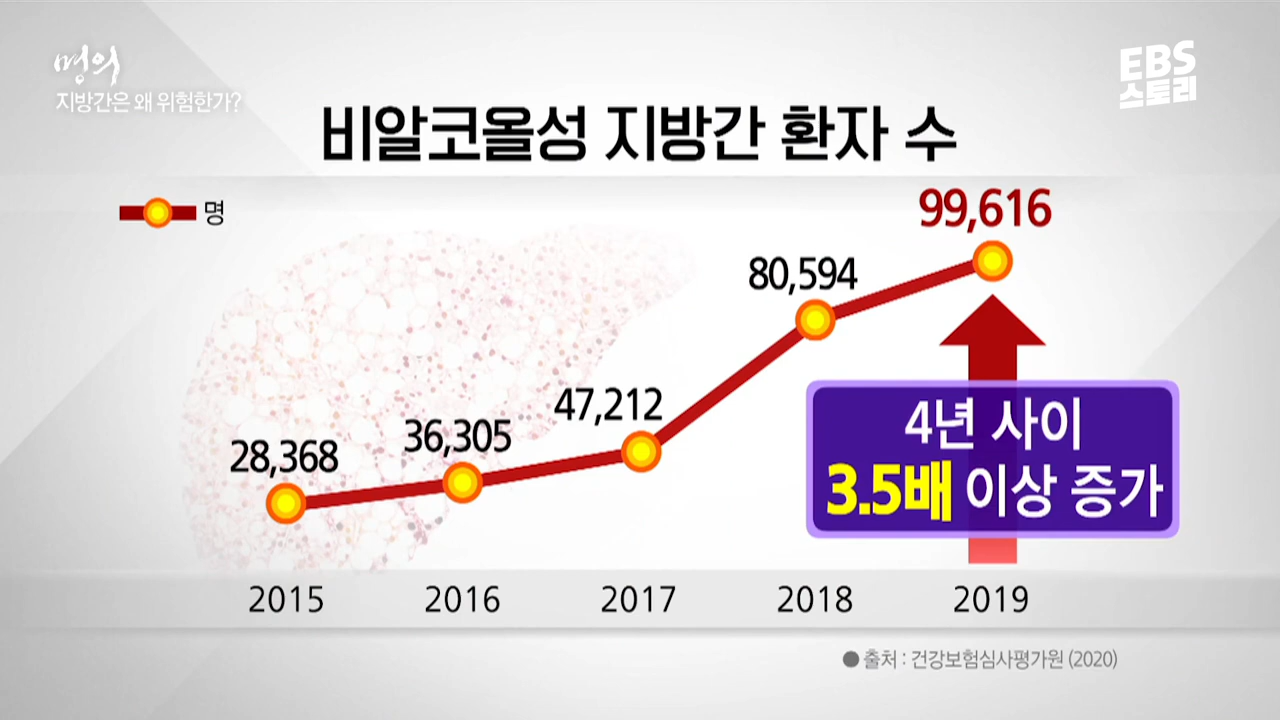 명의
지방간은 왜 위험한가?
EBS
스토리
비알코올성 지방간 환자 수
명
99,616
80,594
47,212
36,305
28,368
4년 사이
3.5배 이상 증가
2015 2016 2017 2018 2019
● 출처 : 건강보험심사평가원 (2020)